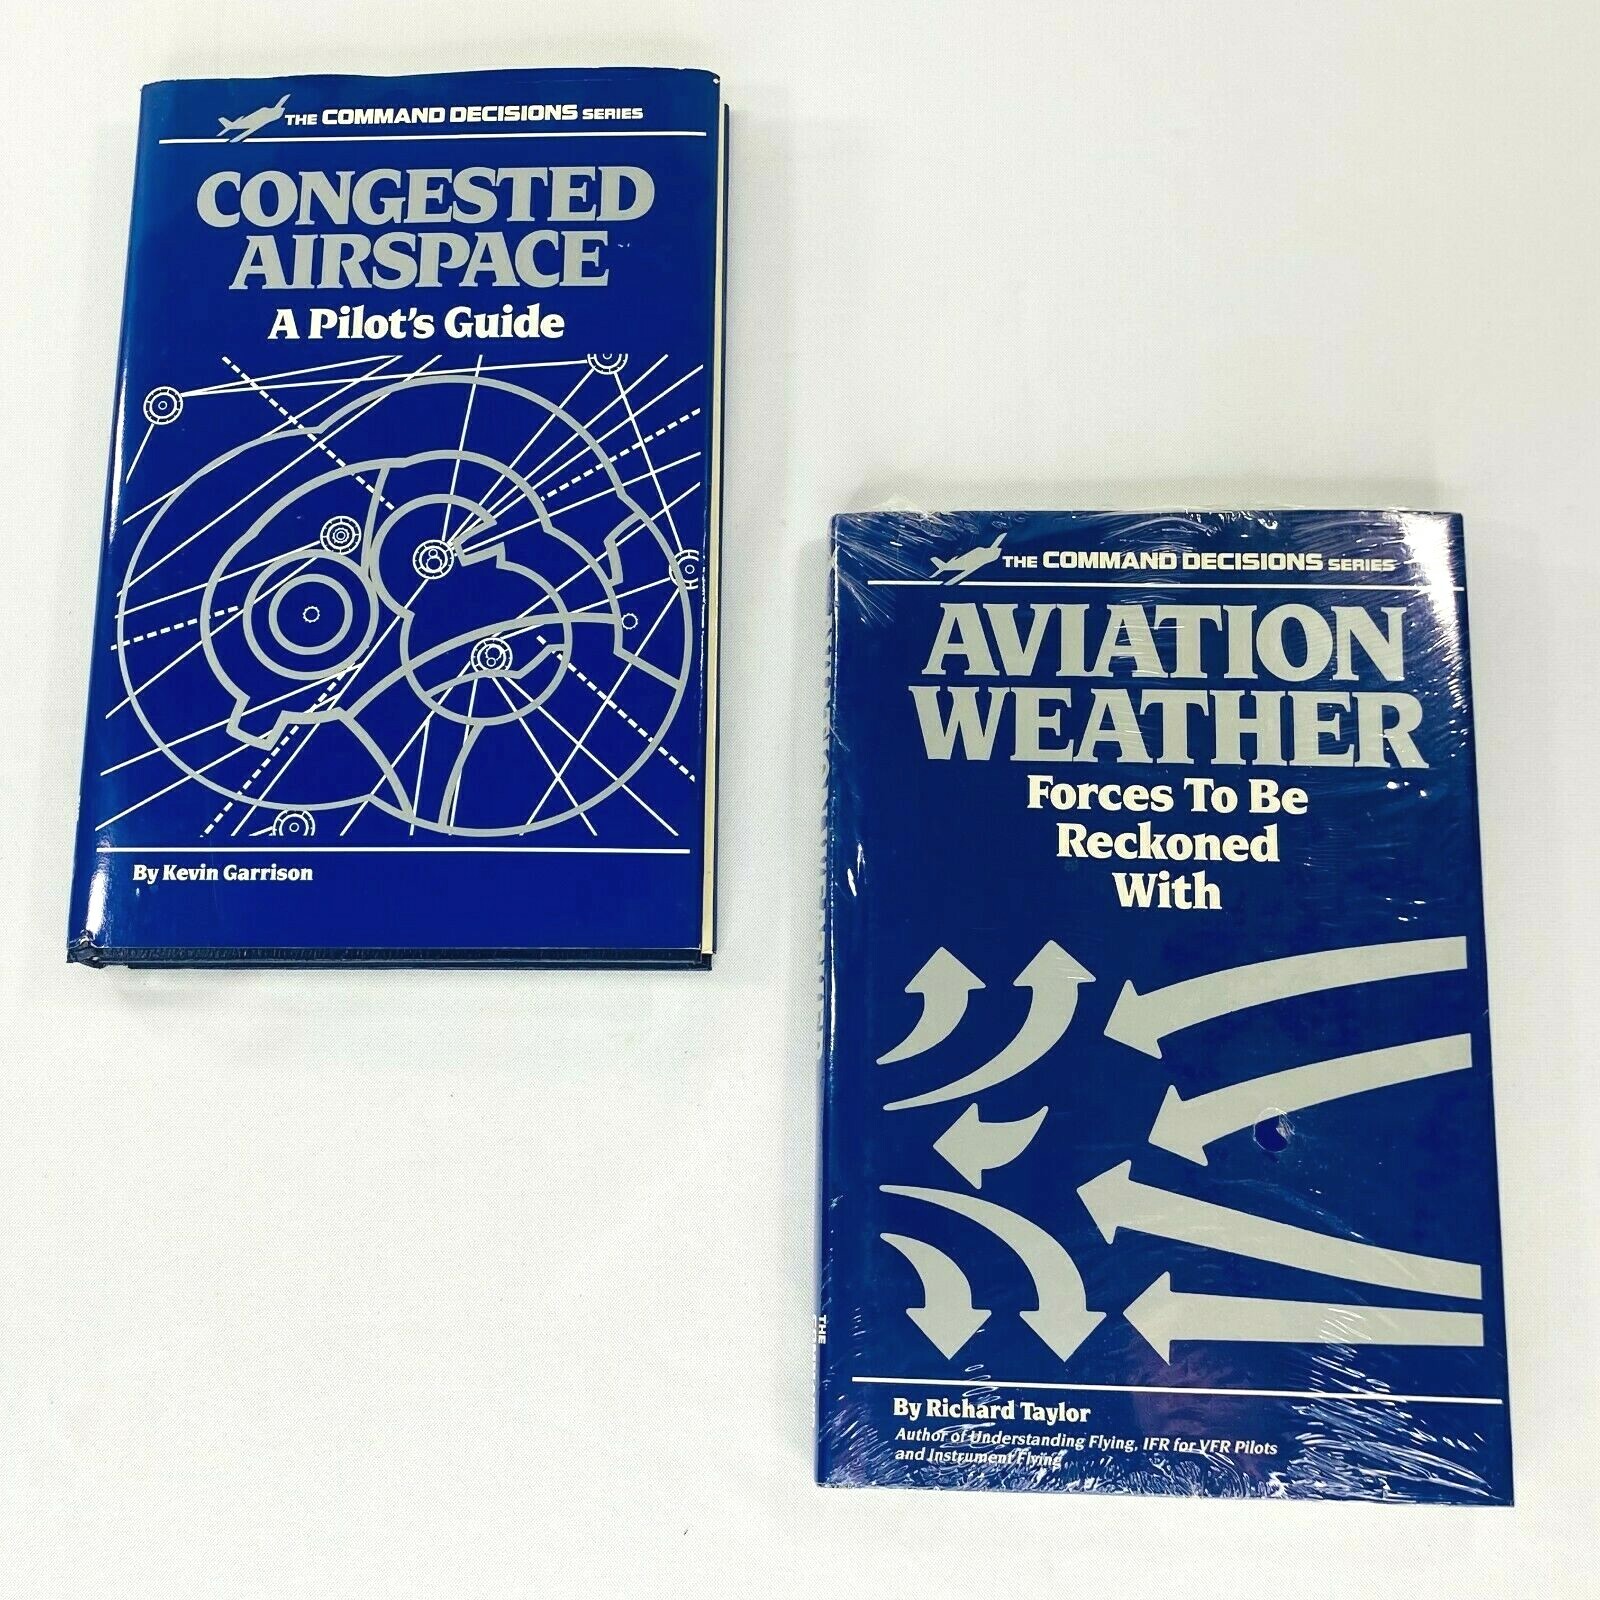 THE COMMAND DECISIONS SERIES
CONGESTED
AIRSPACE
A Pilot's Guide
By Kevin Garrison
THE COMMAND DECISIONS SERIES
AVIATION
WEATHER
Forces To Be
Reckoned
With
By Richard Taylor
Author of Understanding Flying, IFR for VFR Pilots
and Instrument Flying
THE